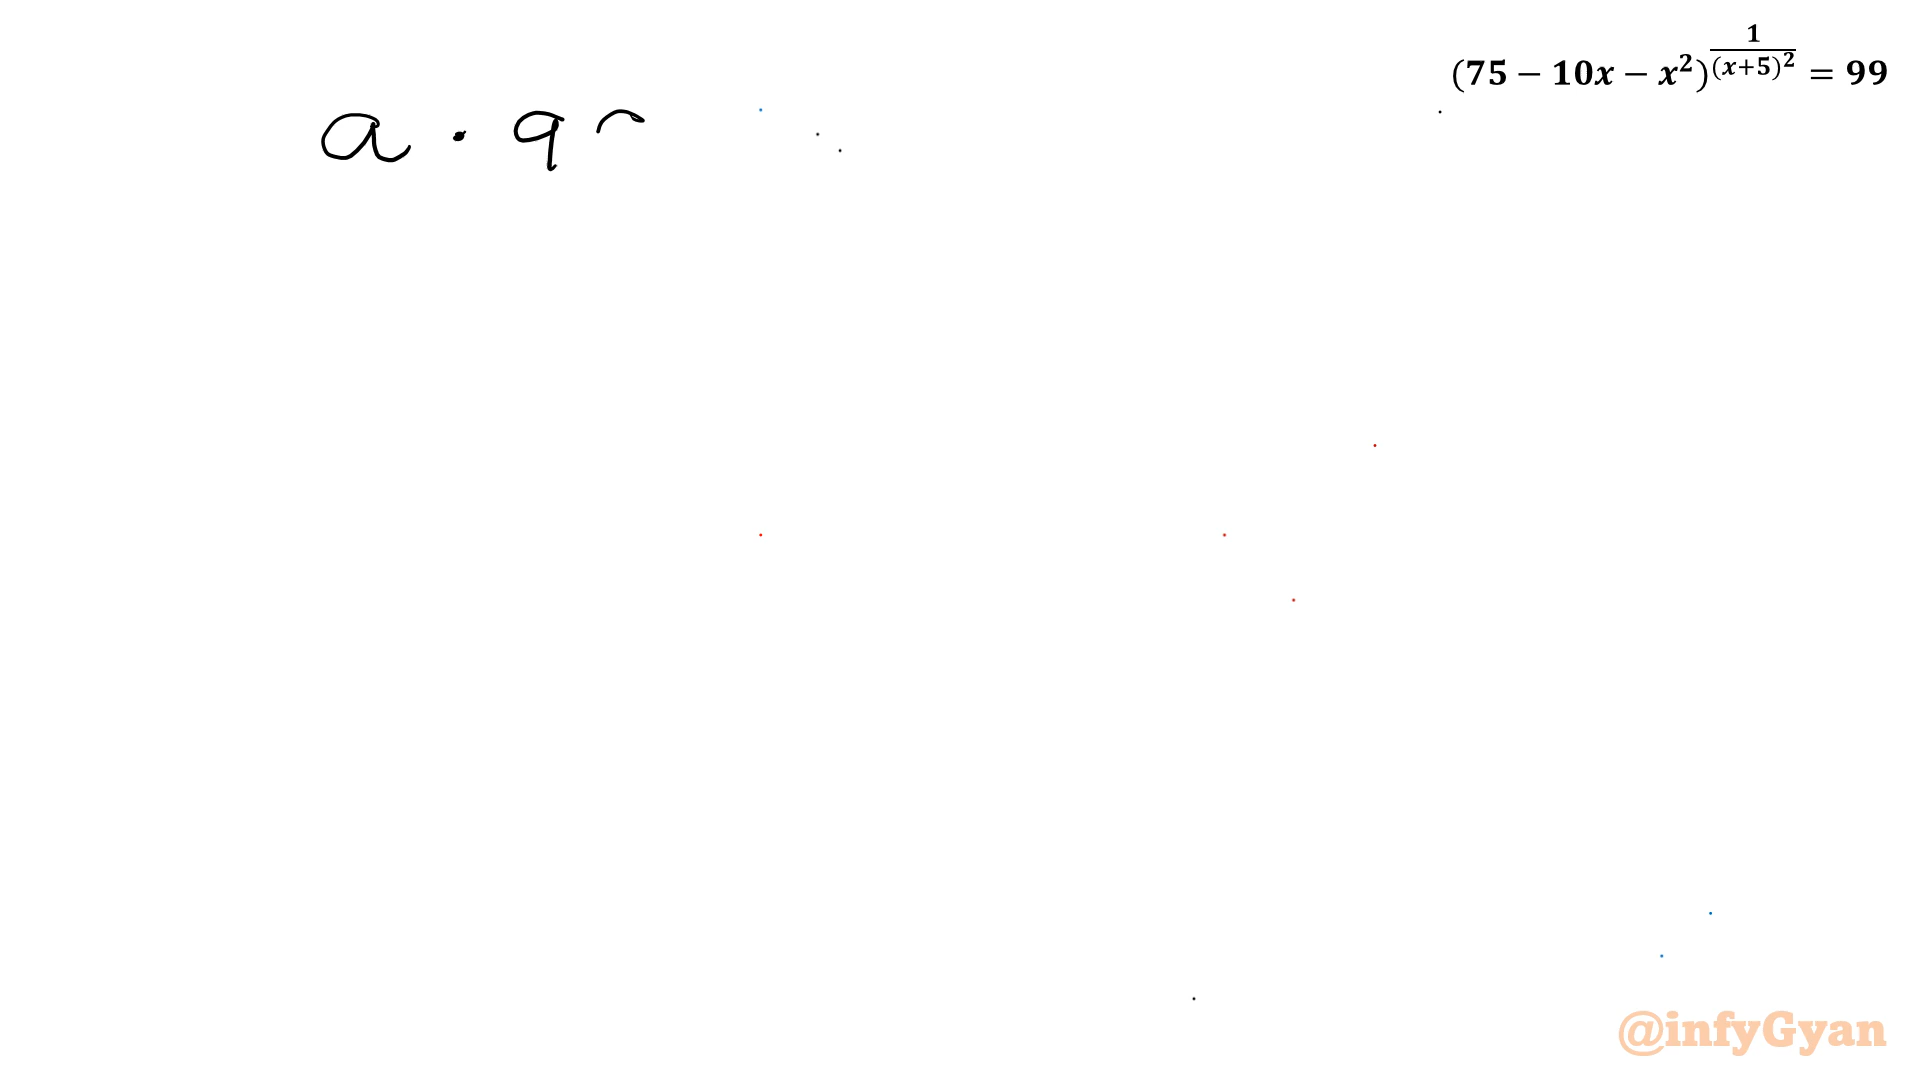 (75 − 10x − x²)^(1/(x+5)²) = 99
a · 9
@infyGyan